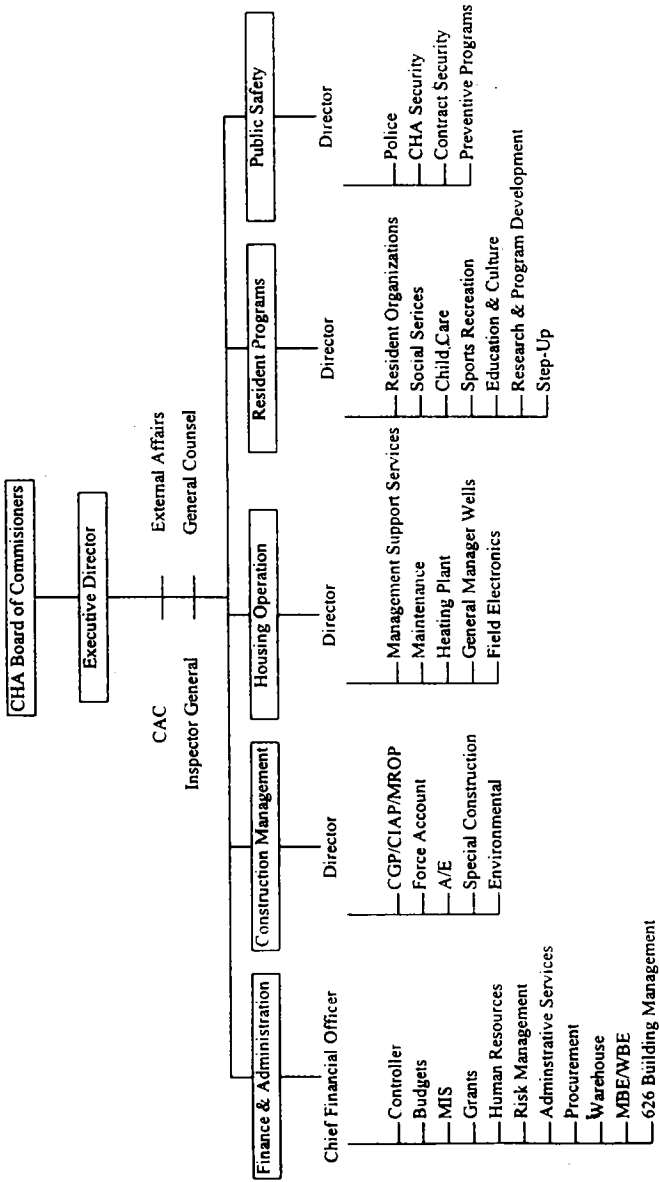 CHA Board of Commisioners
Executive Director
CAC
External Affairs
Inspector General
General Counsel
Finance & Administration
Chief Financial Officer
Controller
Budgets
MIS
Grants
Human Resources
Risk Management
Adminstrative Services
Procurement
Warehouse
MBE/WBE
626 Building Management
Construction Management
Director
CGP/CIAP/MROP
Force Account
A/E
Special Construction
Environmental
Housing Operation
Director
Management Support Services
Maintenance
Heating Plant
General Manager Wells
Field Electronics
Resident Programs
Director
Resident Organizations
Social Serices
Child Care
Sports Recreation
Education & Culture
Research & Program Development
Step-Up
Public Safety
Director
Police
CHA Security
Contract Security
Preventive Programs